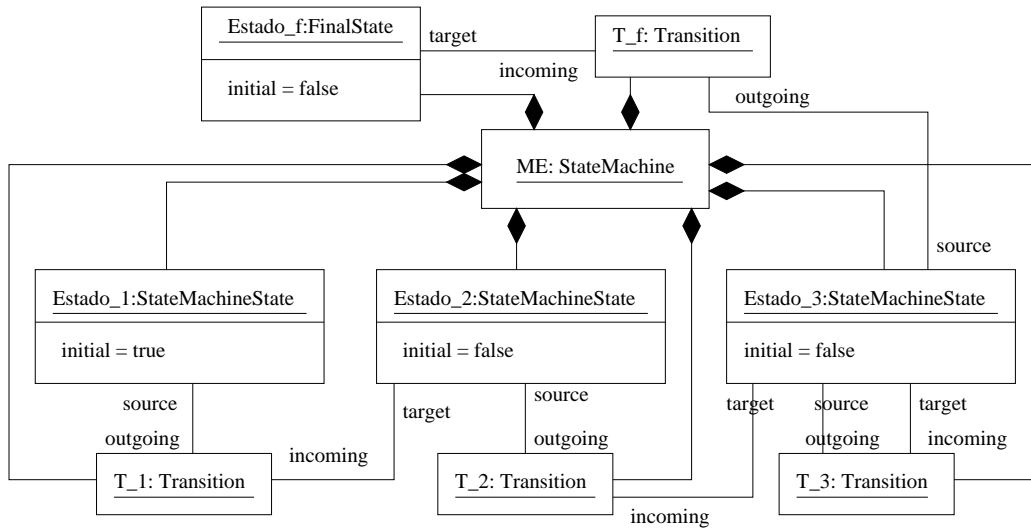 Estado_f:FinalState
initial = false
target
incoming
T_f: Transition
outgoing
ME: StateMachine
source
Estado_1:StateMachineState
initial = true
Estado_2:StateMachineState
initial = false
Estado_3:StateMachineState
initial = false
source
outgoing
target
incoming
source
outgoing
target
incoming
source
outgoing
target
incoming
T_1: Transition
T_2: Transition
T_3: Transition